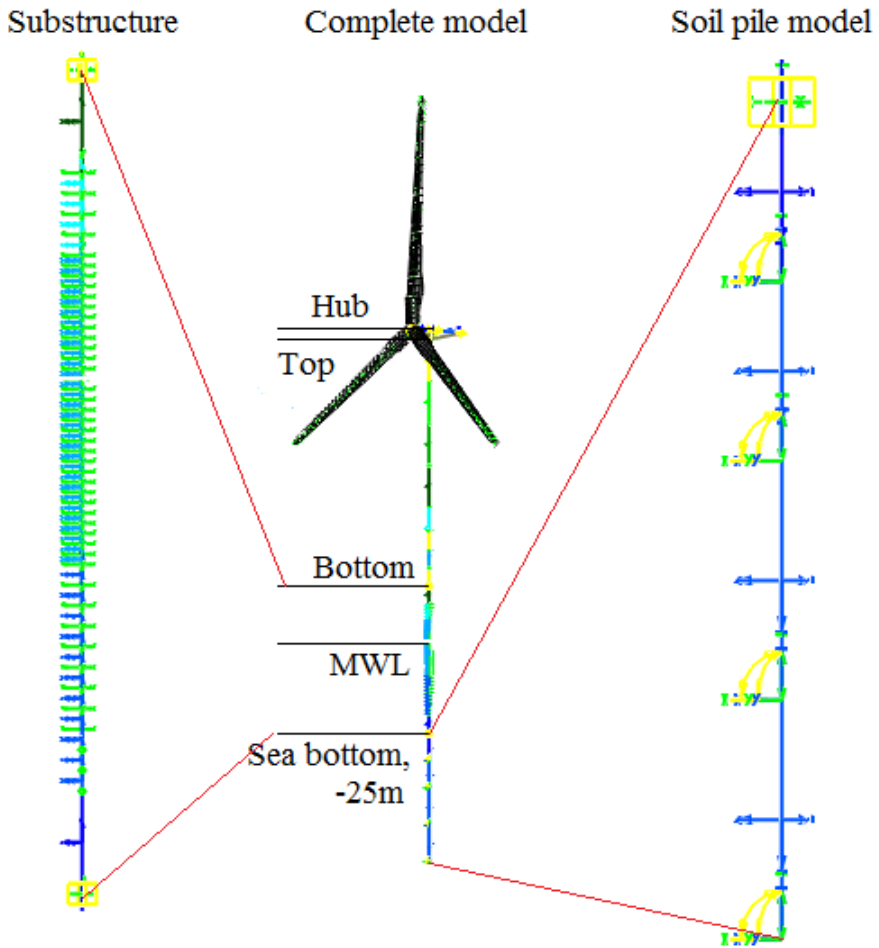 Substructure
Complete model
Soil pile model
Hub
Top
Bottom
MWL
Sea bottom,
-25m